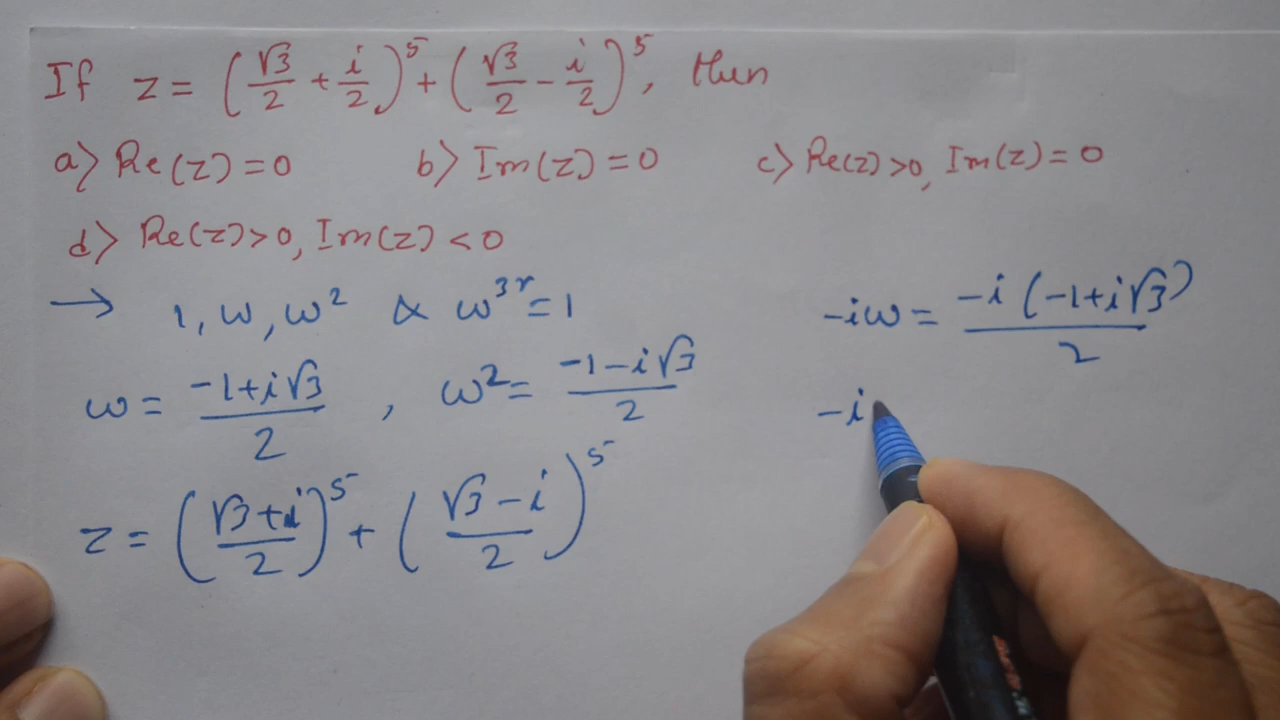 If z = (√3/2 + i/2)^5 + (√3/2 - i/2)^5, then
a) Re(z) = 0 b) Im(z) = 0 c) Re(z) > 0, Im(z) = 0
d) Re(z) > 0, Im(z) < 0
→ 1, ω, ω² & ω^3r = 1
ω = (-1+i√3)/2 , ω² = (-1-i√3)/2
z = ((√3+i)/2)^5 + ((√3-i)/2)^5
-iω = -i(-1+i√3)/2
-i